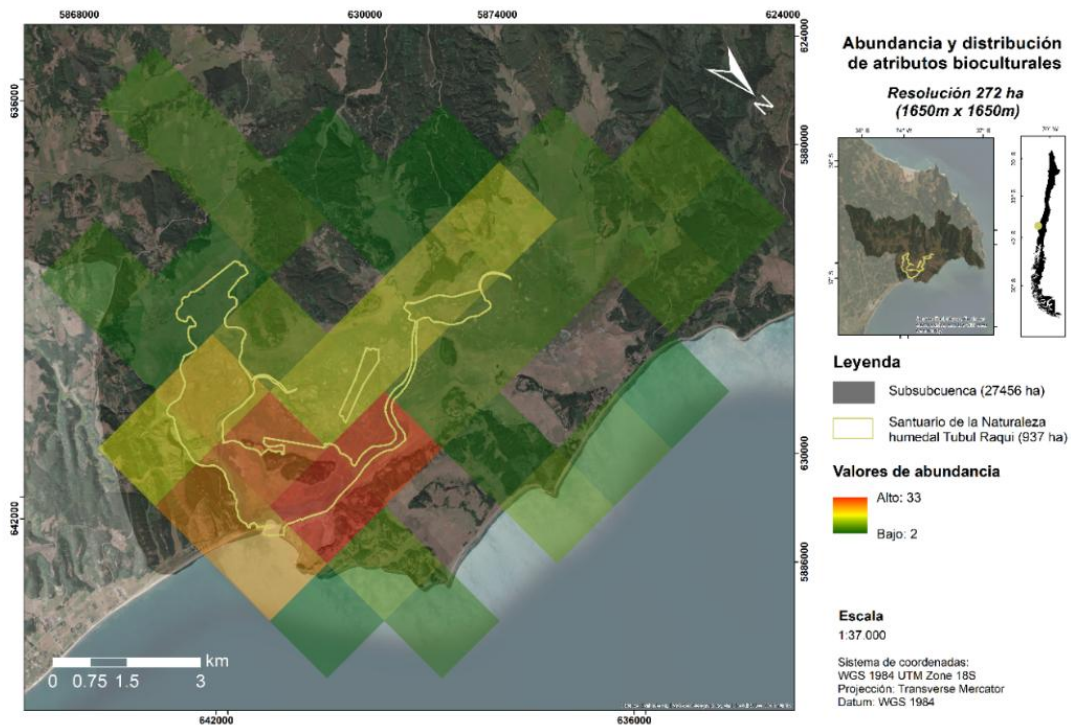 5868000
630000
5874000
624000
624000
636000
5880000
642000
630000
5886000
642000
636000
N
km
0 0.75 1.5 3
Abundancia y distribución
de atributos bioculturales
Resolución 272 ha
(1650m x 1650m)
Leyenda
Subsubcuenca (27456 ha)
Santuario de la Naturaleza
humedal Tubul Raqui (937 ha)
Valores de abundancia
Alto: 33
Bajo: 2
Escala
1:37.000
Sistema de coordenadas:
WGS 1984 UTM Zone 18S
Projección: Transverse Mercator
Datum: WGS 1984